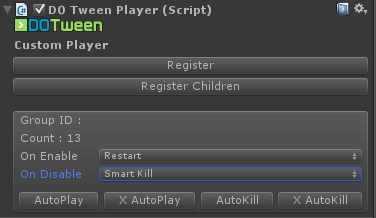 DO Tween Player (Script)
DOTween
Custom Player
Register
Register Children
Group ID :
Count : 13
On Enable Restart
On Disable Smart Kill
AutoPlay X AutoPlay AutoKill X AutoKill